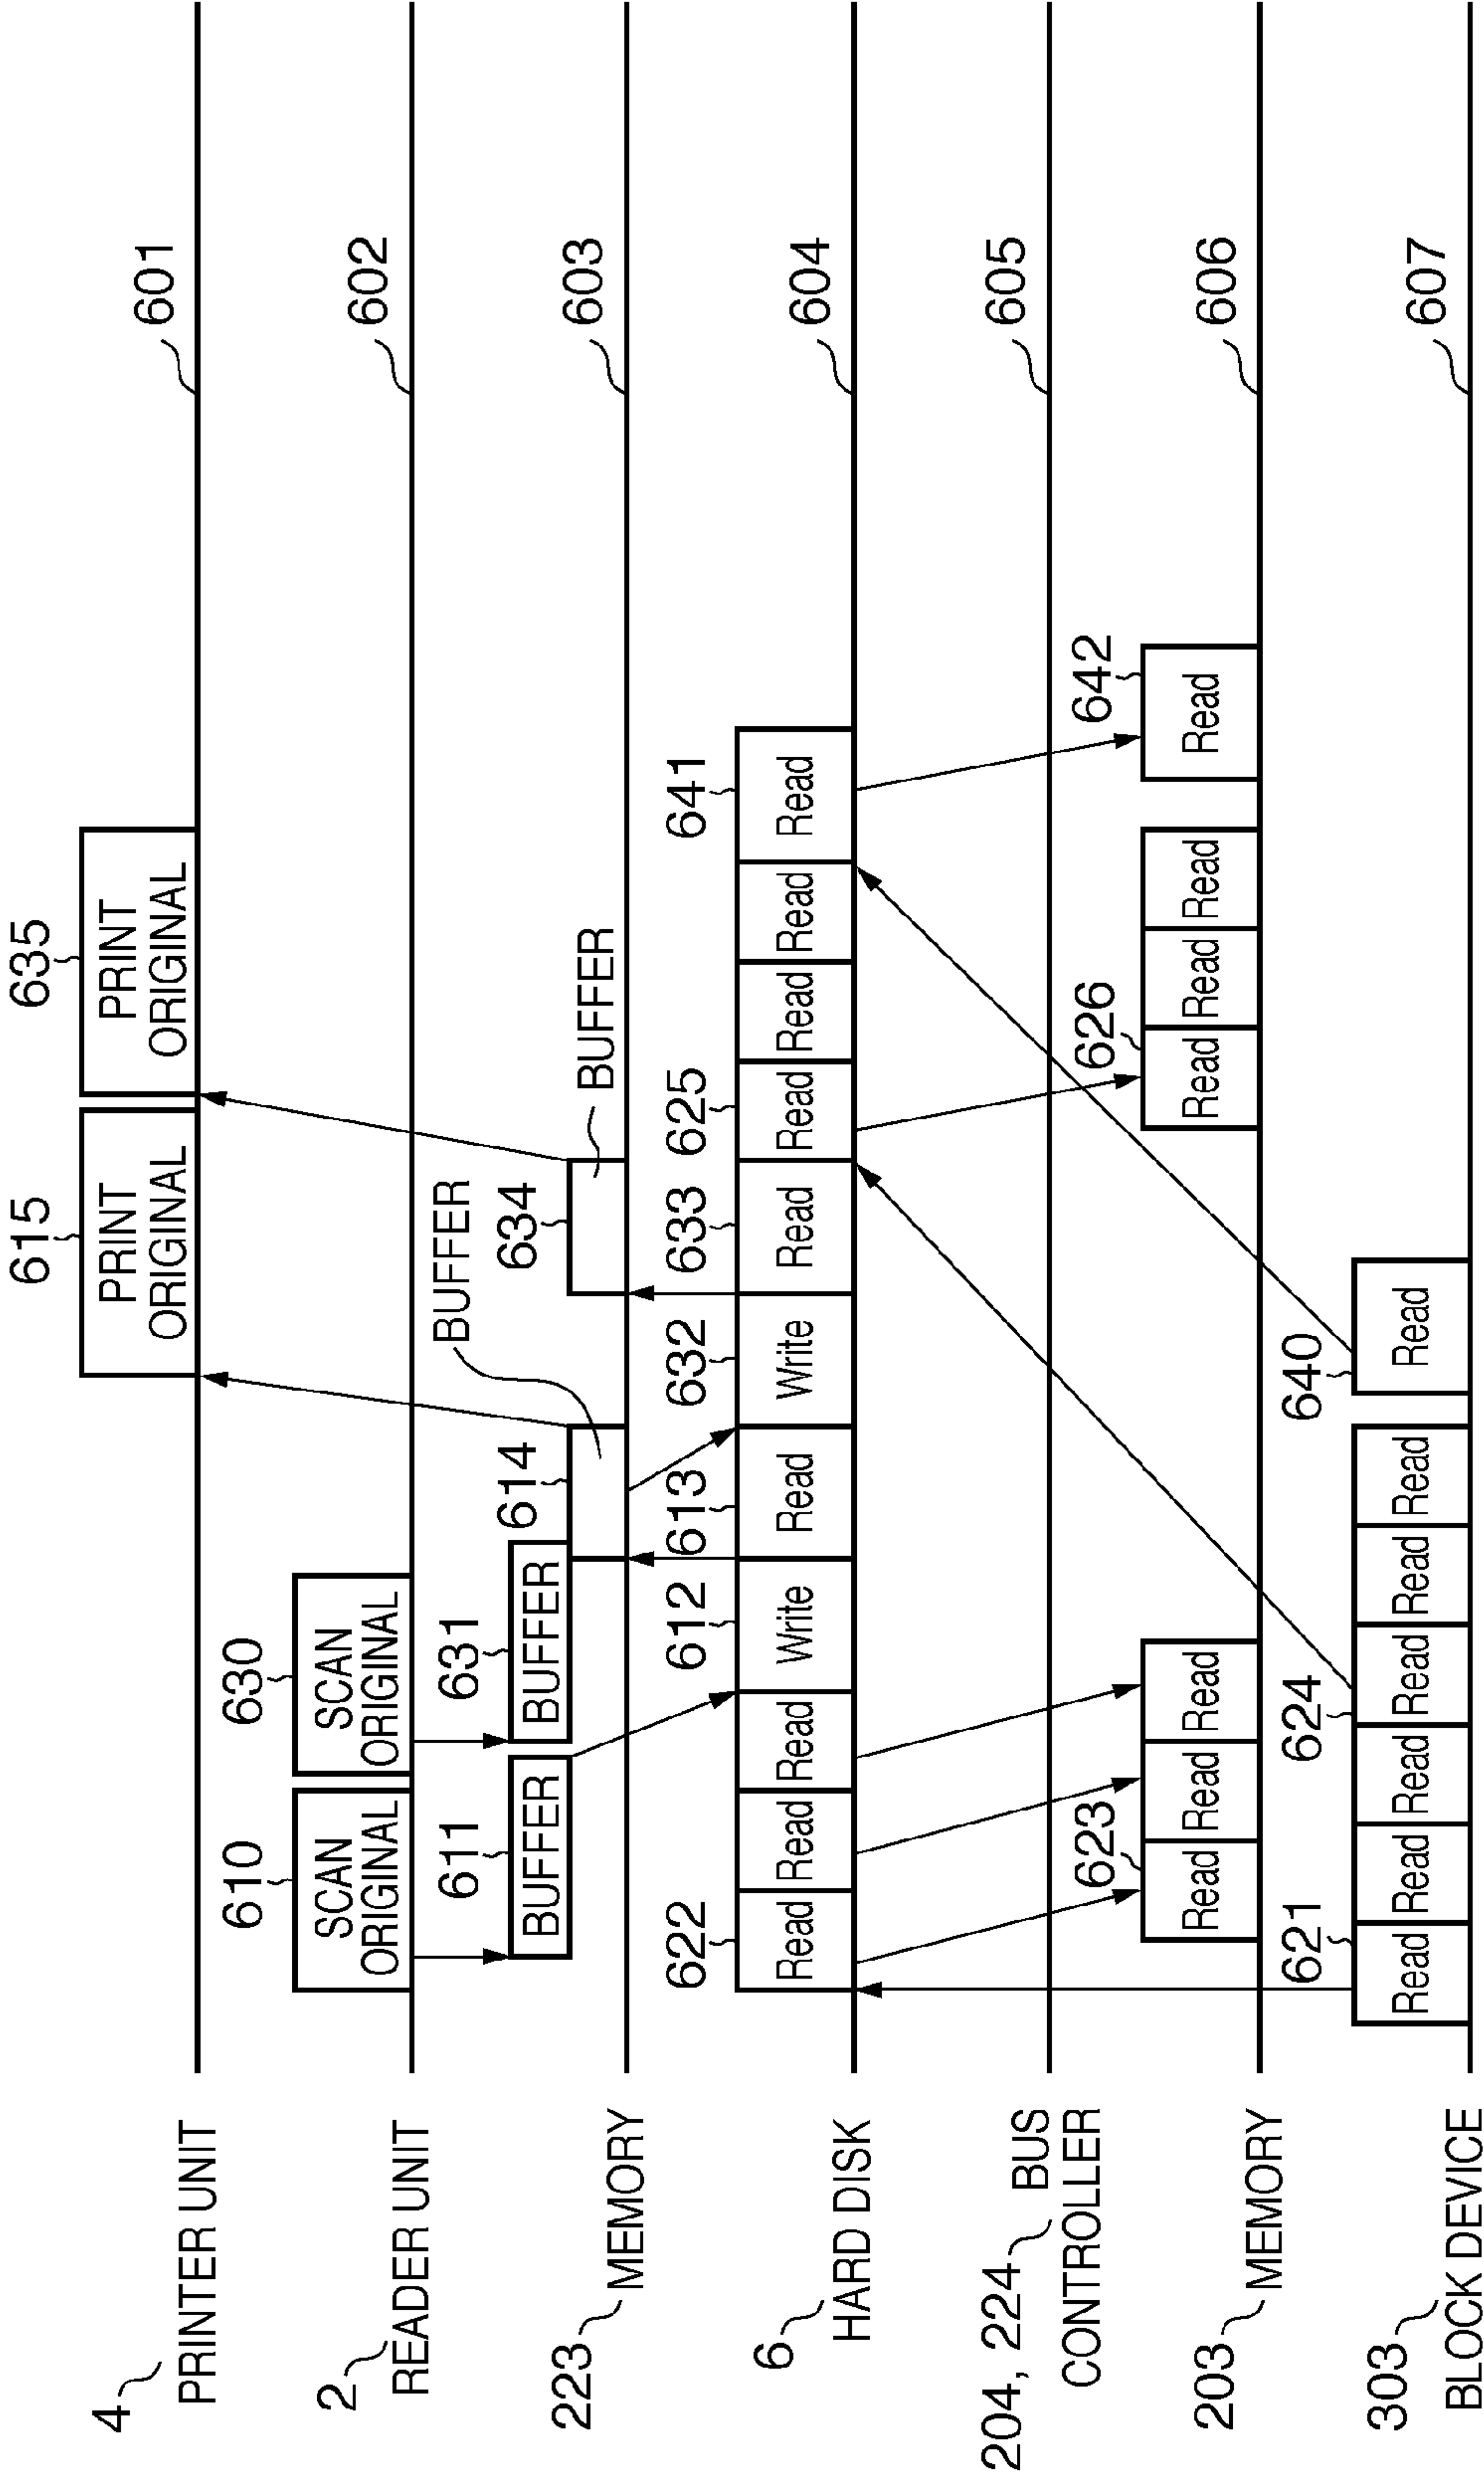 4
PRINTER UNIT
615
PRINT
ORIGINAL
635
PRINT
ORIGINAL
601
2
READER UNIT
610
SCAN
ORIGINAL
630
SCAN
ORIGINAL
602
223
MEMORY
611
BUFFER
631
BUFFER
614
BUFFER
634
BUFFER
603
6
HARD DISK
622
Read
Read
Read
612
Write
613
Read
632
Write
633
Read
625
Read
Read
Read
641
Read
604
204, 224
BUS
CONTROLLER
605
203
MEMORY
623
Read
Read
Read
626
Read
Read
Read
642
Read
606
303
BLOCK DEVICE
621
Read
Read
Read
624
Read
Read
Read
640
Read
607